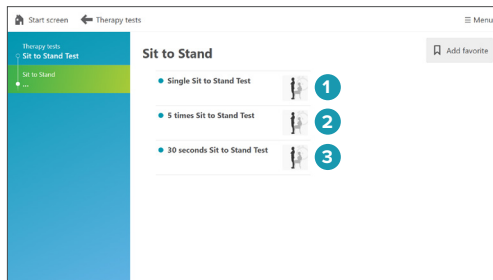 Start screen
Therapy tests
☰ Menu
Therapy tests
Sit to Stand Test
Sit to Stand
...
Sit to Stand
Add favorite
Single Sit to Stand Test
1
5 times Sit to Stand Test
2
30 seconds Sit to Stand Test
3